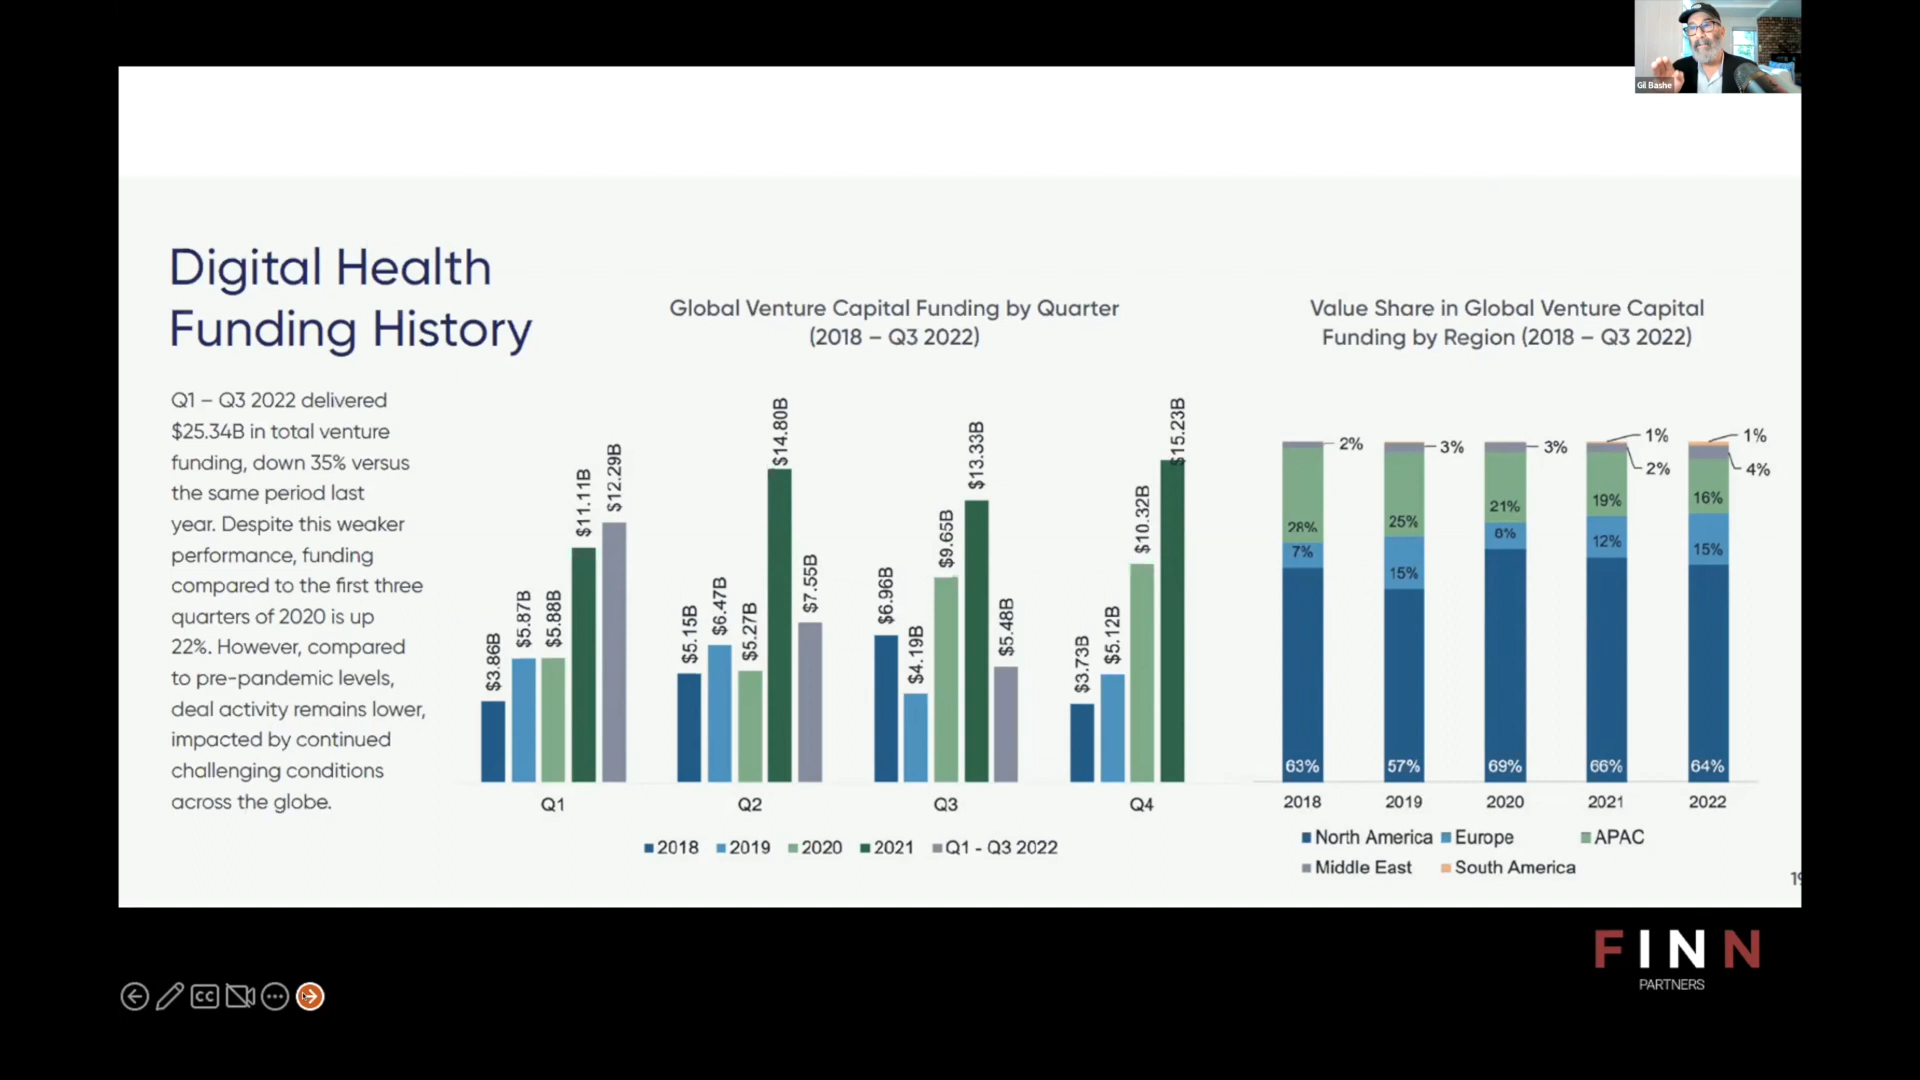 Gil Bashe
Digital Health
Funding History
Q1 – Q3 2022 delivered
$25.34B in total venture
funding, down 35% versus
the same period last
year. Despite this weaker
performance, funding
compared to the first three
quarters of 2020 is up
22%. However, compared
to pre-pandemic levels,
deal activity remains lower,
impacted by continued
challenging conditions
across the globe.
Global Venture Capital Funding by Quarter
(2018 – Q3 2022)
$3.86B
$5.87B
$5.88B
$11.11B
$12.29B
$5.15B
$6.47B
$5.27B
$14.80B
$7.55B
$6.96B
$4.19B
$9.65B
$13.33B
$5.48B
$3.73B
$5.12B
$10.32B
$15.23B
Q1 Q2 Q3 Q4
2018 2019 2020 2021 Q1 - Q3 2022
Value Share in Global Venture Capital
Funding by Region (2018 – Q3 2022)
2%
28%
7%
63%
3%
25%
15%
57%
3%
21%
8%
69%
1%
2%
19%
12%
66%
1%
4%
16%
15%
64%
2018 2019 2020 2021 2022
North America Europe APAC
Middle East South America
FINN
PARTNERS
CC